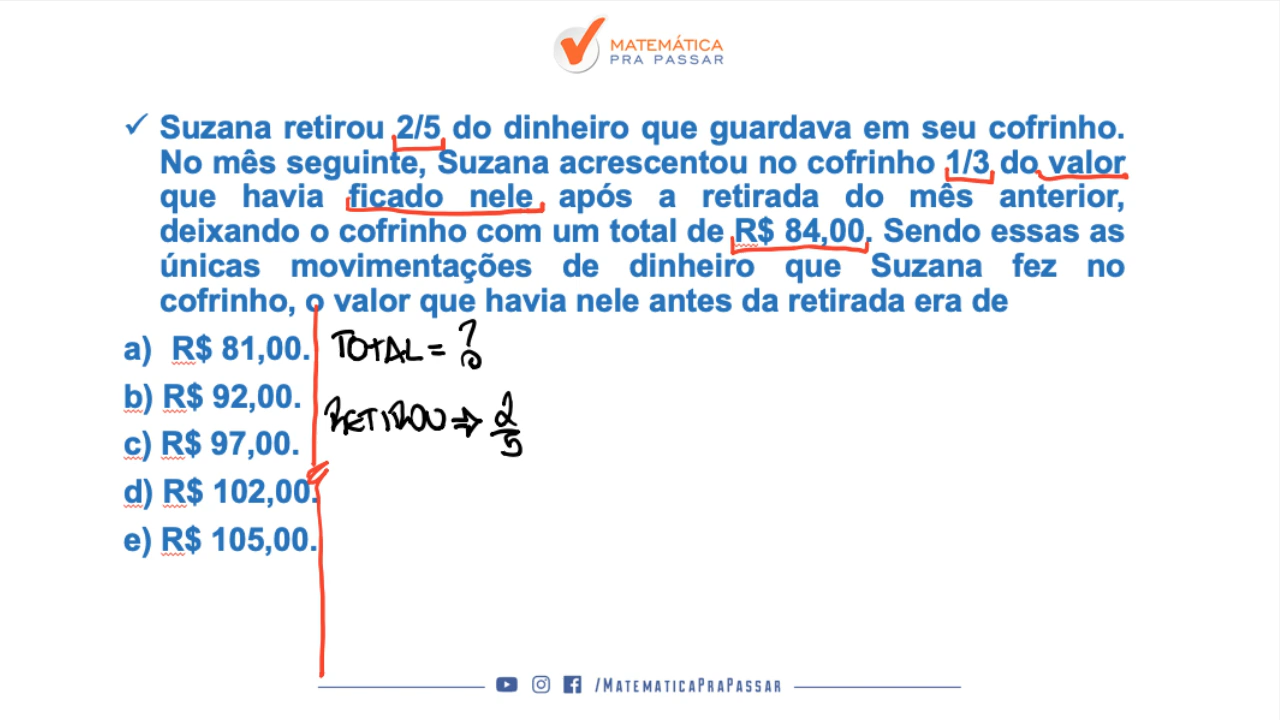 MATEMÁTICA
PRA PASSAR
✓ Suzana retirou 2/5 do dinheiro que guardava em seu cofrinho.
No mês seguinte, Suzana acrescentou no cofrinho 1/3 do valor
que havia ficado nele após a retirada do mês anterior,
deixando o cofrinho com um total de R$ 84,00. Sendo essas as
únicas movimentações de dinheiro que Suzana fez no
cofrinho, o valor que havia nele antes da retirada era de
a) R$ 81,00.
b) R$ 92,00.
c) R$ 97,00.
d) R$ 102,00.
e) R$ 105,00.
TOTAL = ?
RETIROU ⇒ 2/5
/MATEMATICAPRAPASSAR